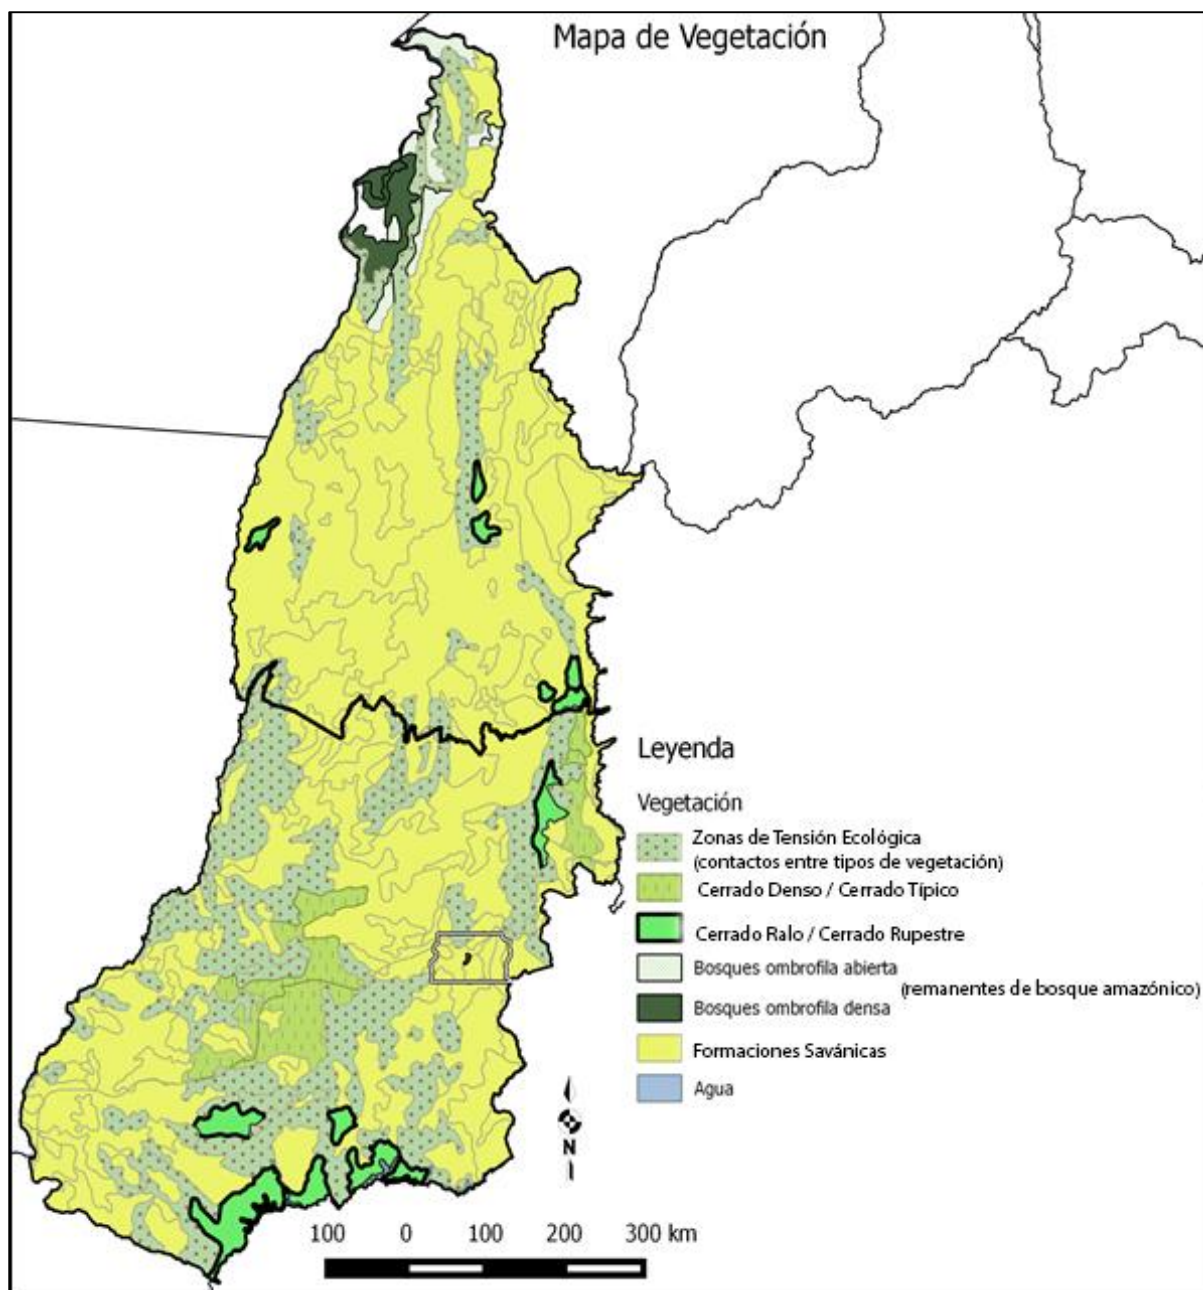 Mapa de Vegetación
Leyenda
Vegetación
Zonas de Tensión Ecológica
(contactos entre tipos de vegetación)
Cerrado Denso / Cerrado Típico
Cerrado Ralo / Cerrado Rupestre
Bosques ombrofila abierta
(remanentes de bosque amazónico)
Bosques ombrofila densa
Formaciones Savánicas
Agua
N
100 0 100 200 300 km